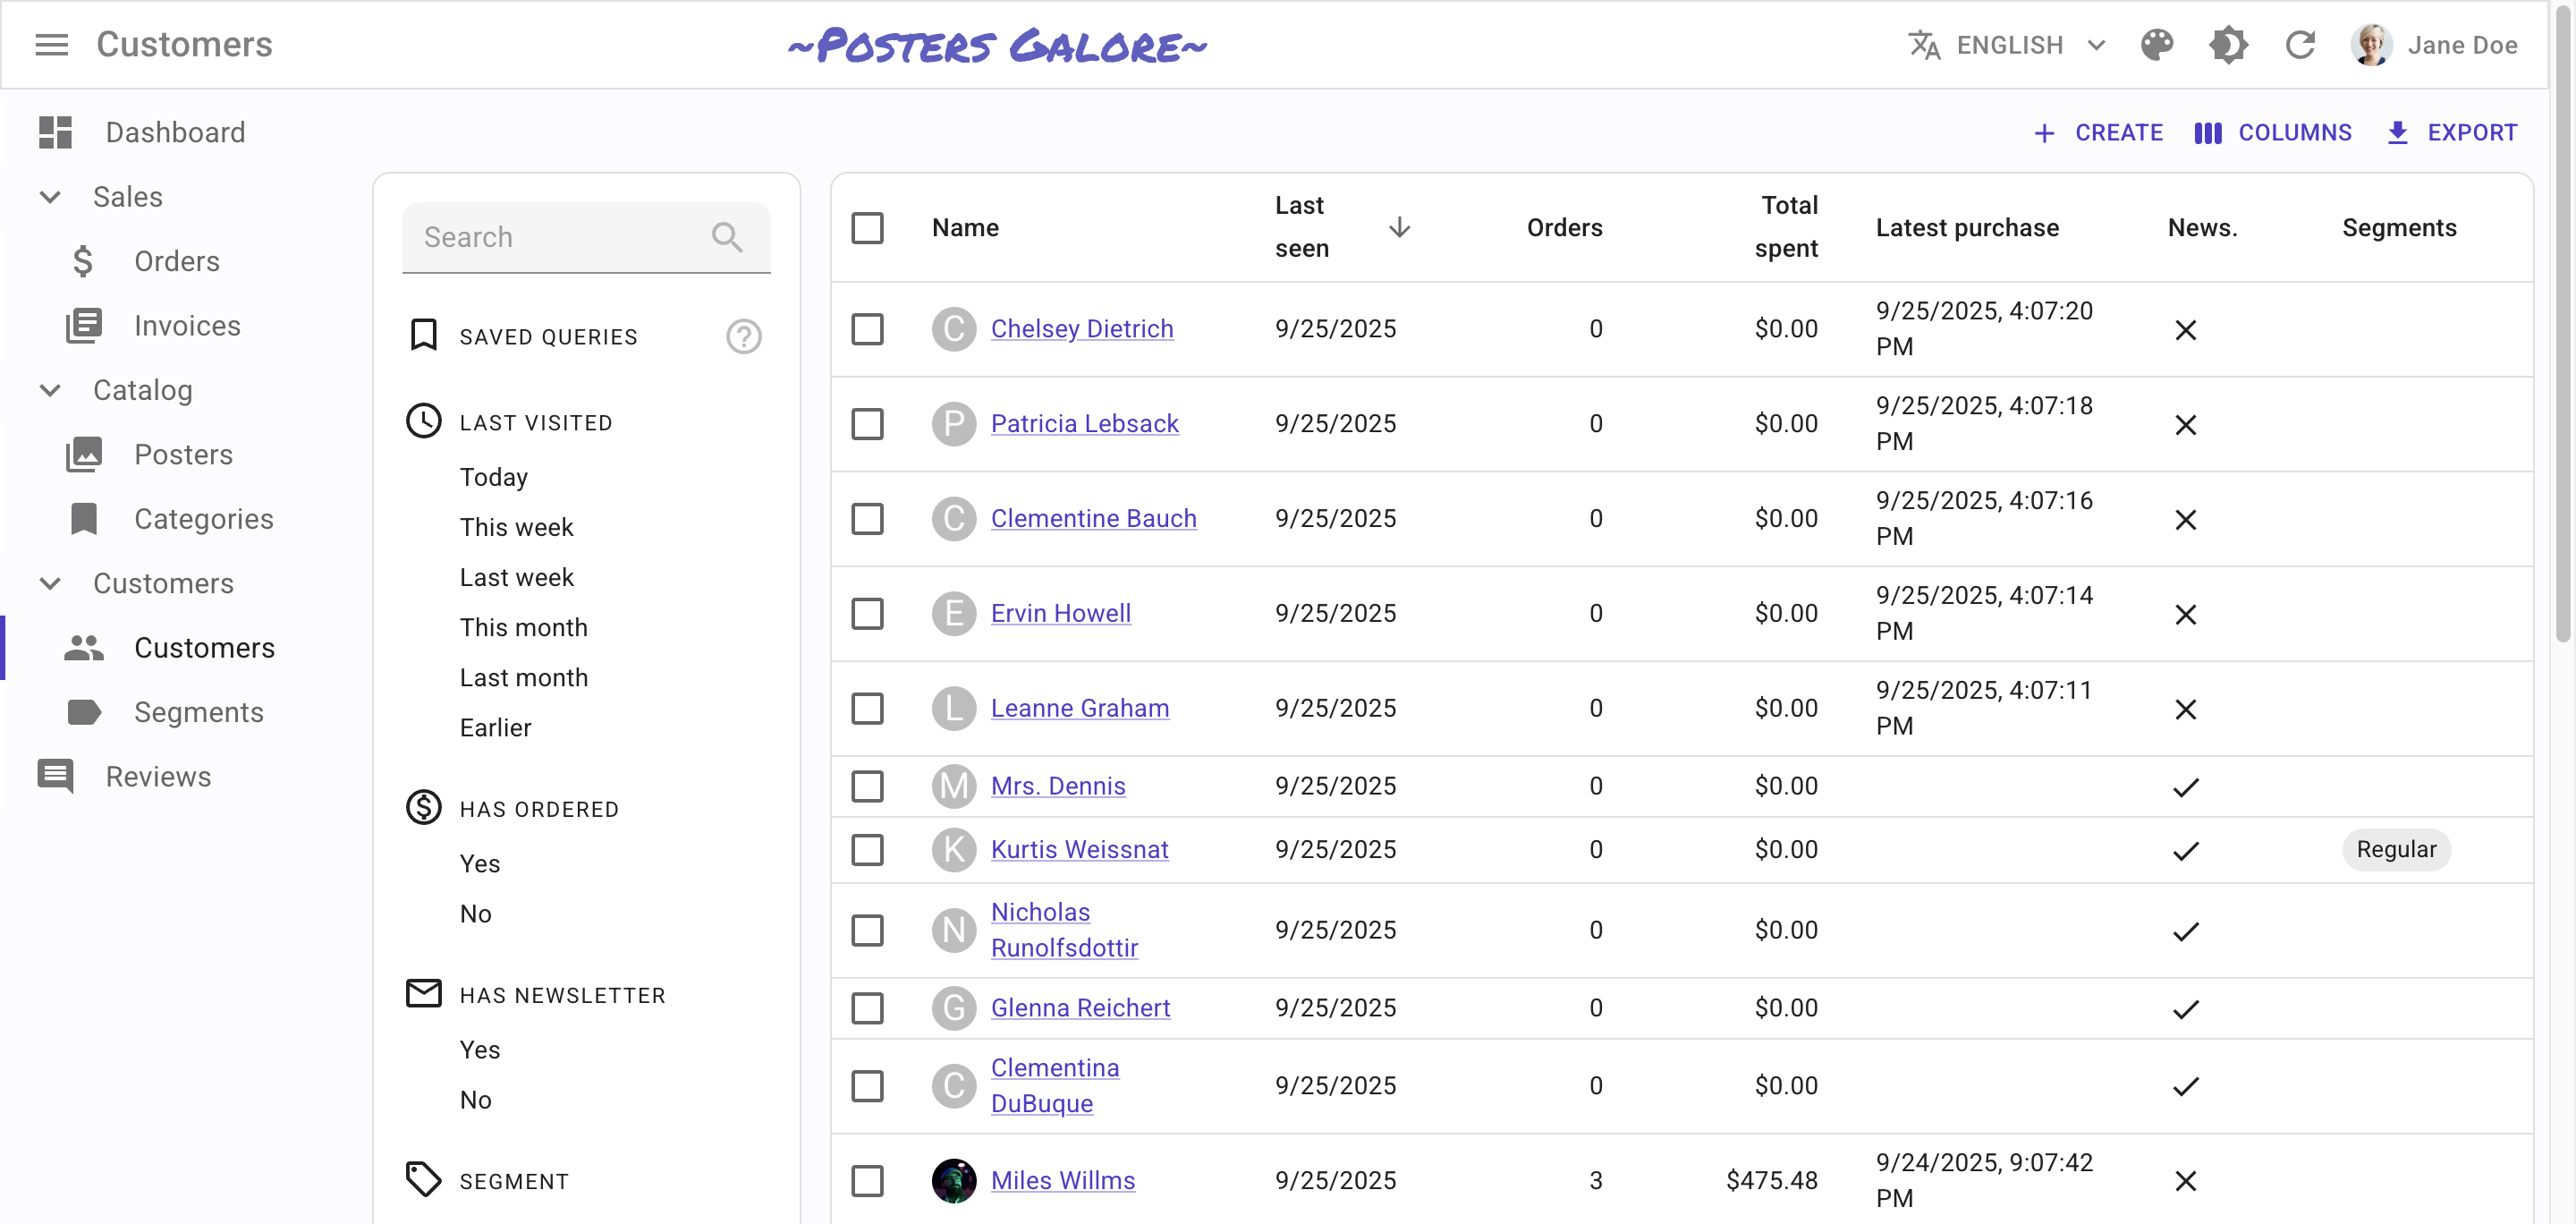 Customers
~Posters Galore~
ENGLISH
Jane Doe
Dashboard
Sales
Orders
Invoices
Catalog
Posters
Categories
Customers
Customers
Segments
Reviews
CREATE
COLUMNS
EXPORT
Search
SAVED QUERIES
?
LAST VISITED
Today
This week
Last week
This month
Last month
Earlier
HAS ORDERED
Yes
No
HAS NEWSLETTER
Yes
No
SEGMENT
Name
Last
seen
Orders
Total
spent
Latest purchase
News.
Segments
C Chelsey Dietrich 9/25/2025 0 $0.00 9/25/2025, 4:07:20
PM
P Patricia Lebsack 9/25/2025 0 $0.00 9/25/2025, 4:07:18
PM
C Clementine Bauch 9/25/2025 0 $0.00 9/25/2025, 4:07:16
PM
E Ervin Howell 9/25/2025 0 $0.00 9/25/2025, 4:07:14
PM
L Leanne Graham 9/25/2025 0 $0.00 9/25/2025, 4:07:11
PM
M Mrs. Dennis 9/25/2025 0 $0.00
K Kurtis Weissnat 9/25/2025 0 $0.00 Regular
N Nicholas
Runolfsdottir 9/25/2025 0 $0.00
G Glenna Reichert 9/25/2025 0 $0.00
C Clementina
DuBuque 9/25/2025 0 $0.00
Miles Willms 9/25/2025 3 $475.48 9/24/2025, 9:07:42
PM